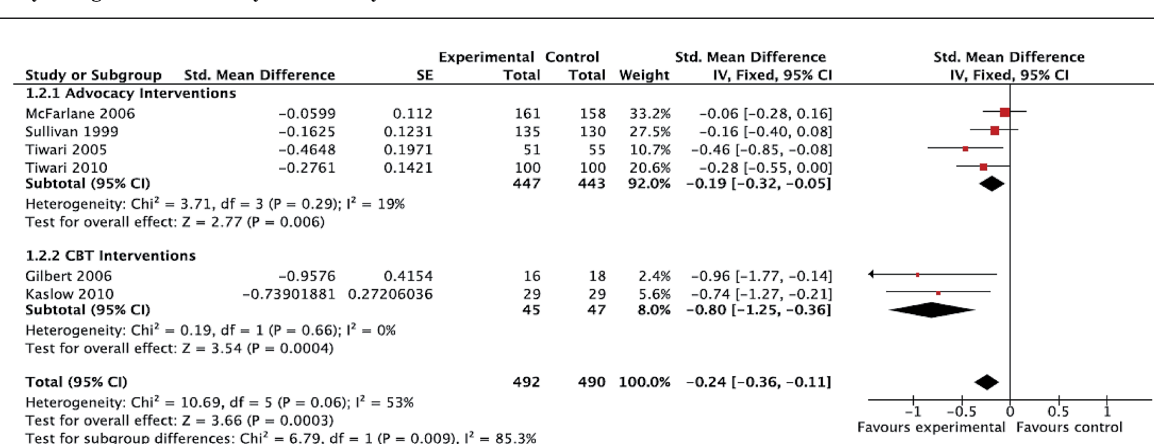 Experimental Control Std. Mean Difference Std. Mean Difference
Study or Subgroup Std. Mean Difference SE Total Total Weight IV, Fixed, 95% CI IV, Fixed, 95% CI
1.2.1 Advocacy Interventions
McFarlane 2006 −0.0599 0.112 161 158 33.2% −0.06 [−0.28, 0.16]
Sullivan 1999 −0.1625 0.1231 135 130 27.5% −0.16 [−0.40, 0.08]
Tiwari 2005 −0.4648 0.1971 51 55 10.7% −0.46 [−0.85, −0.08]
Tiwari 2010 −0.2761 0.1421 100 100 20.6% −0.28 [−0.55, 0.00]
Subtotal (95% CI) 447 443 92.0% −0.19 [−0.32, −0.05]
Heterogeneity: Chi² = 3.71, df = 3 (P = 0.29); I² = 19%
Test for overall effect: Z = 2.77 (P = 0.006)
1.2.2 CBT Interventions
Gilbert 2006 −0.9576 0.4154 16 18 2.4% −0.96 [−1.77, −0.14]
Kaslow 2010 −0.73901881 0.27206036 29 29 5.6% −0.74 [−1.27, −0.21]
Subtotal (95% CI) 45 47 8.0% −0.80 [−1.25, −0.36]
Heterogeneity: Chi² = 0.19, df = 1 (P = 0.66); I² = 0%
Test for overall effect: Z = 3.54 (P = 0.0004)
Total (95% CI) 492 490 100.0% −0.24 [−0.36, −0.11]
Heterogeneity: Chi² = 10.69, df = 5 (P = 0.06); I² = 53%
Test for overall effect: Z = 3.66 (P = 0.0003)
Test for subgroup differences: Chi² = 6.79, df = 1 (P = 0.009), I² = 85.3%
−1 −0.5 0 0.5 1
Favours experimental Favours control